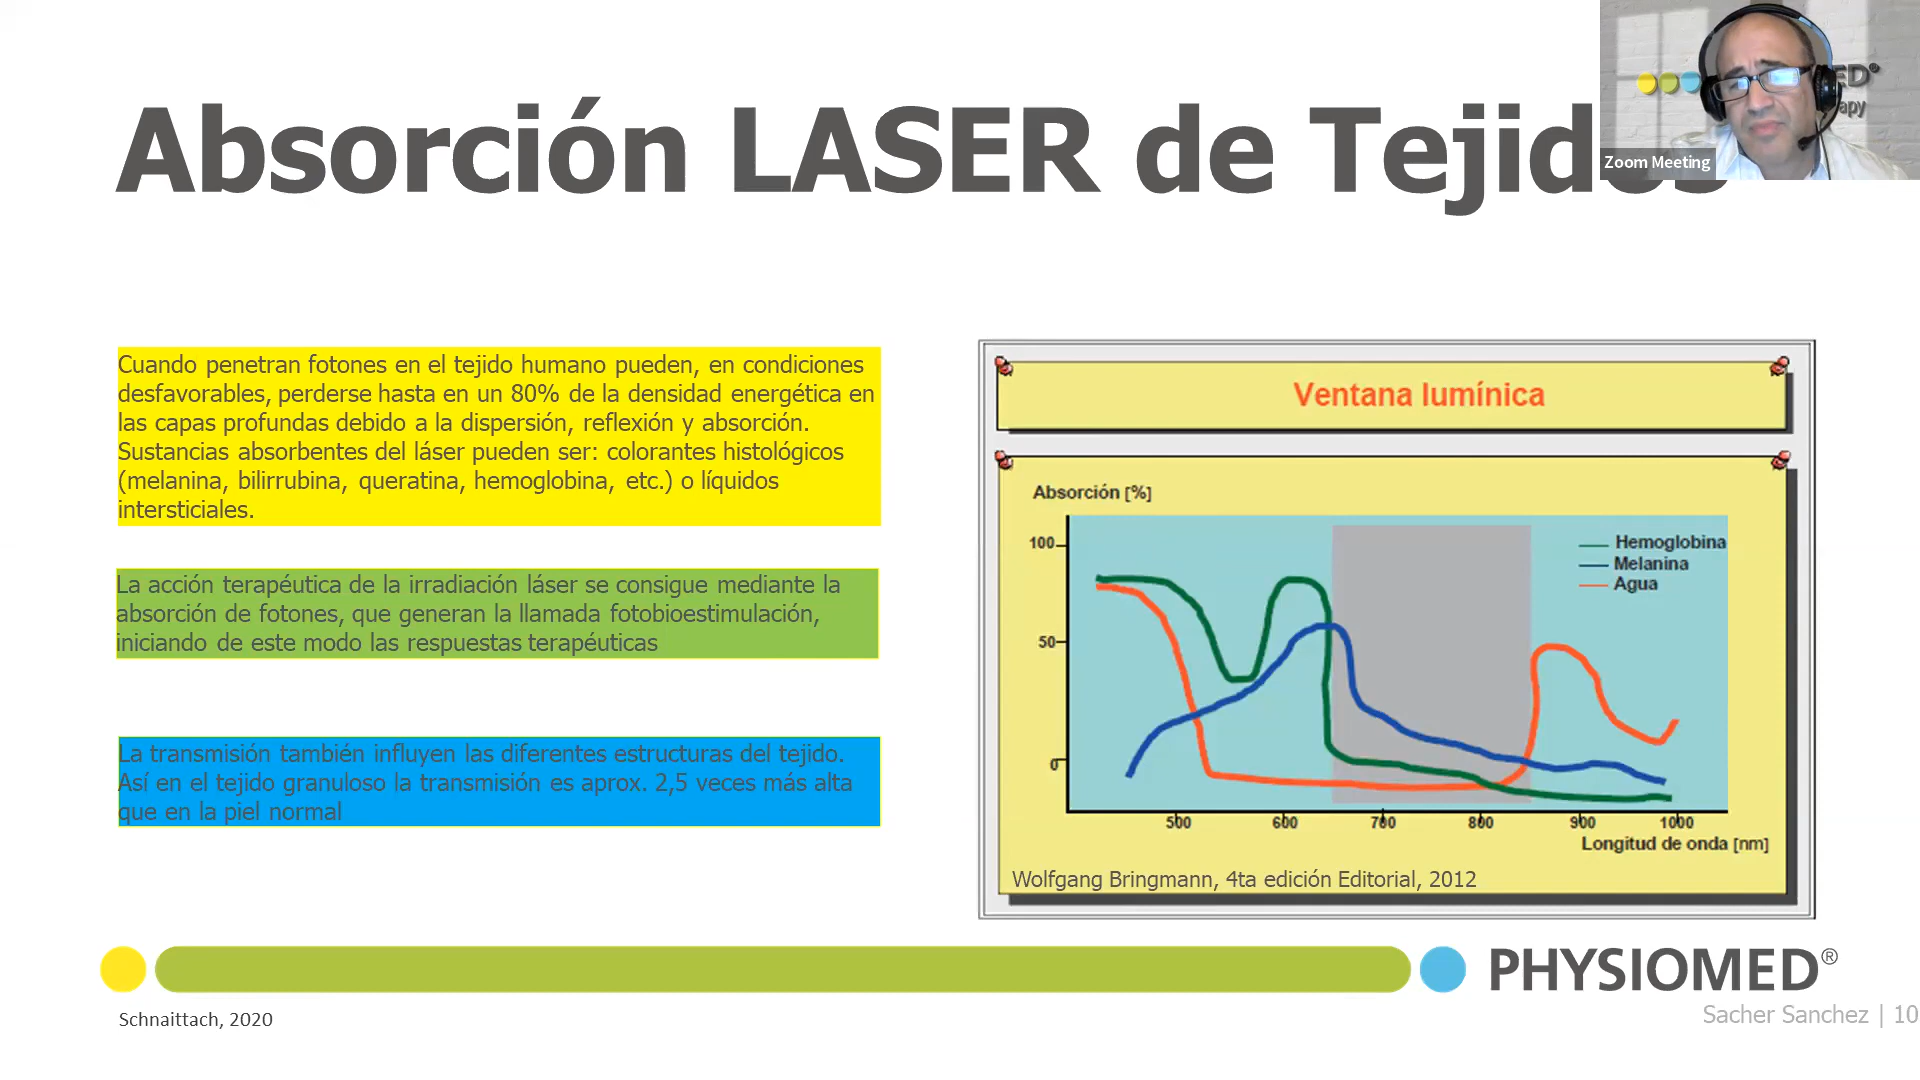 Absorción LASER de Tejidos
ED®
apy
Zoom Meeting
Cuando penetran fotones en el tejido humano pueden, en condiciones
desfavorables, perderse hasta en un 80% de la densidad energética en
las capas profundas debido a la dispersión, reflexión y absorción.
Sustancias absorbentes del láser pueden ser: colorantes histológicos
(melanina, bilirrubina, queratina, hemoglobina, etc.) o líquidos
intersticiales.
La acción terapéutica de la irradiación láser se consigue mediante la
absorción de fotones, que generan la llamada fotobioestimulación,
iniciando de este modo las respuestas terapéuticas
La transmisión también influyen las diferentes estructuras del tejido.
Así en el tejido granuloso la transmisión es aprox. 2,5 veces más alta
que en la piel normal
Ventana lumínica
Absorción [%]
100
50
0
Hemoglobina
Melanina
Agua
500 600 700 800 900 1000
Longitud de onda [nm]
Wolfgang Bringmann, 4ta edición Editorial, 2012
PHYSIOMED®
Schnaittach, 2020
Sacher Sanchez | 10